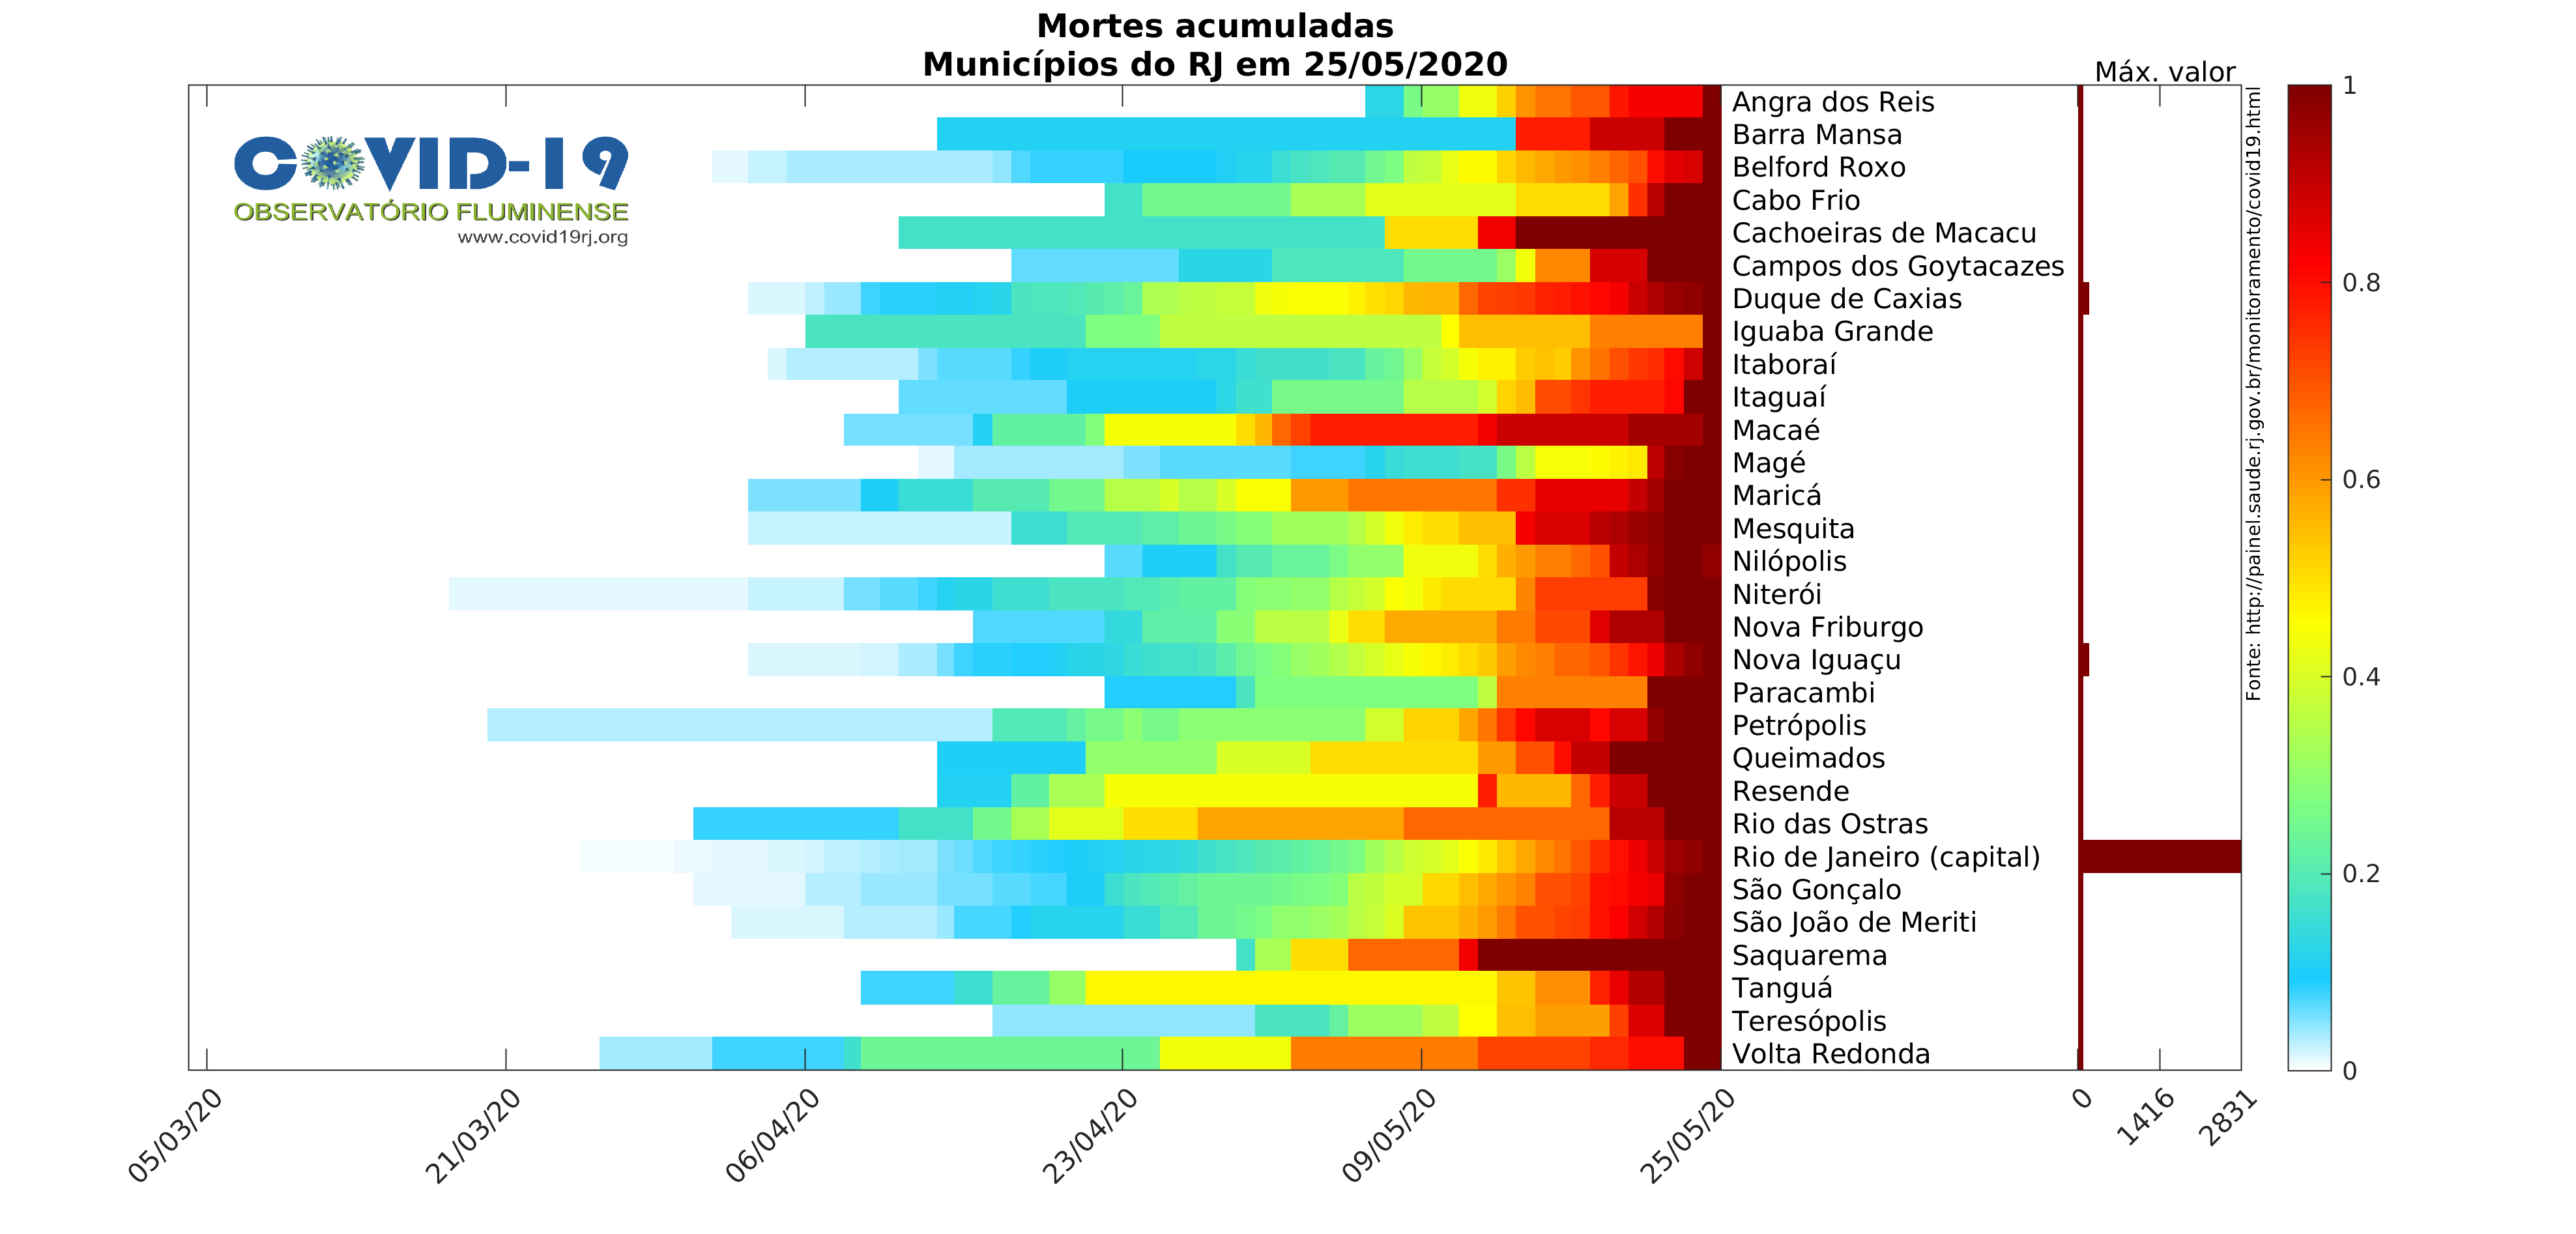 Mortes acumuladas
Municípios do RJ em 25/05/2020
Máx. valor
COVID-19
OBSERVATÓRIO FLUMINENSE
www.covid19rj.org
Angra dos Reis
Barra Mansa
Belford Roxo
Cabo Frio
Cachoeiras de Macacu
Campos dos Goytacazes
Duque de Caxias
Iguaba Grande
Itaboraí
Itaguaí
Macaé
Magé
Maricá
Mesquita
Nilópolis
Niterói
Nova Friburgo
Nova Iguaçu
Paracambi
Petrópolis
Queimados
Resende
Rio das Ostras
Rio de Janeiro (capital)
São Gonçalo
São João de Meriti
Saquarema
Tanguá
Teresópolis
Volta Redonda
Fonte: http://painel.saude.rj.gov.br/monitoramento/covid19.html
1
0.8
0.6
0.4
0.2
0
05/03/20
21/03/20
06/04/20
23/04/20
09/05/20
25/05/20
0
1416
2831